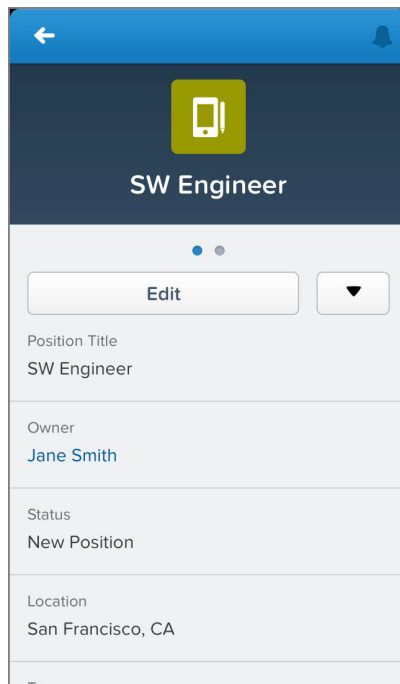 SW Engineer
Edit
Position Title
SW Engineer
Owner
Jane Smith
Status
New Position
Location
San Francisco, CA